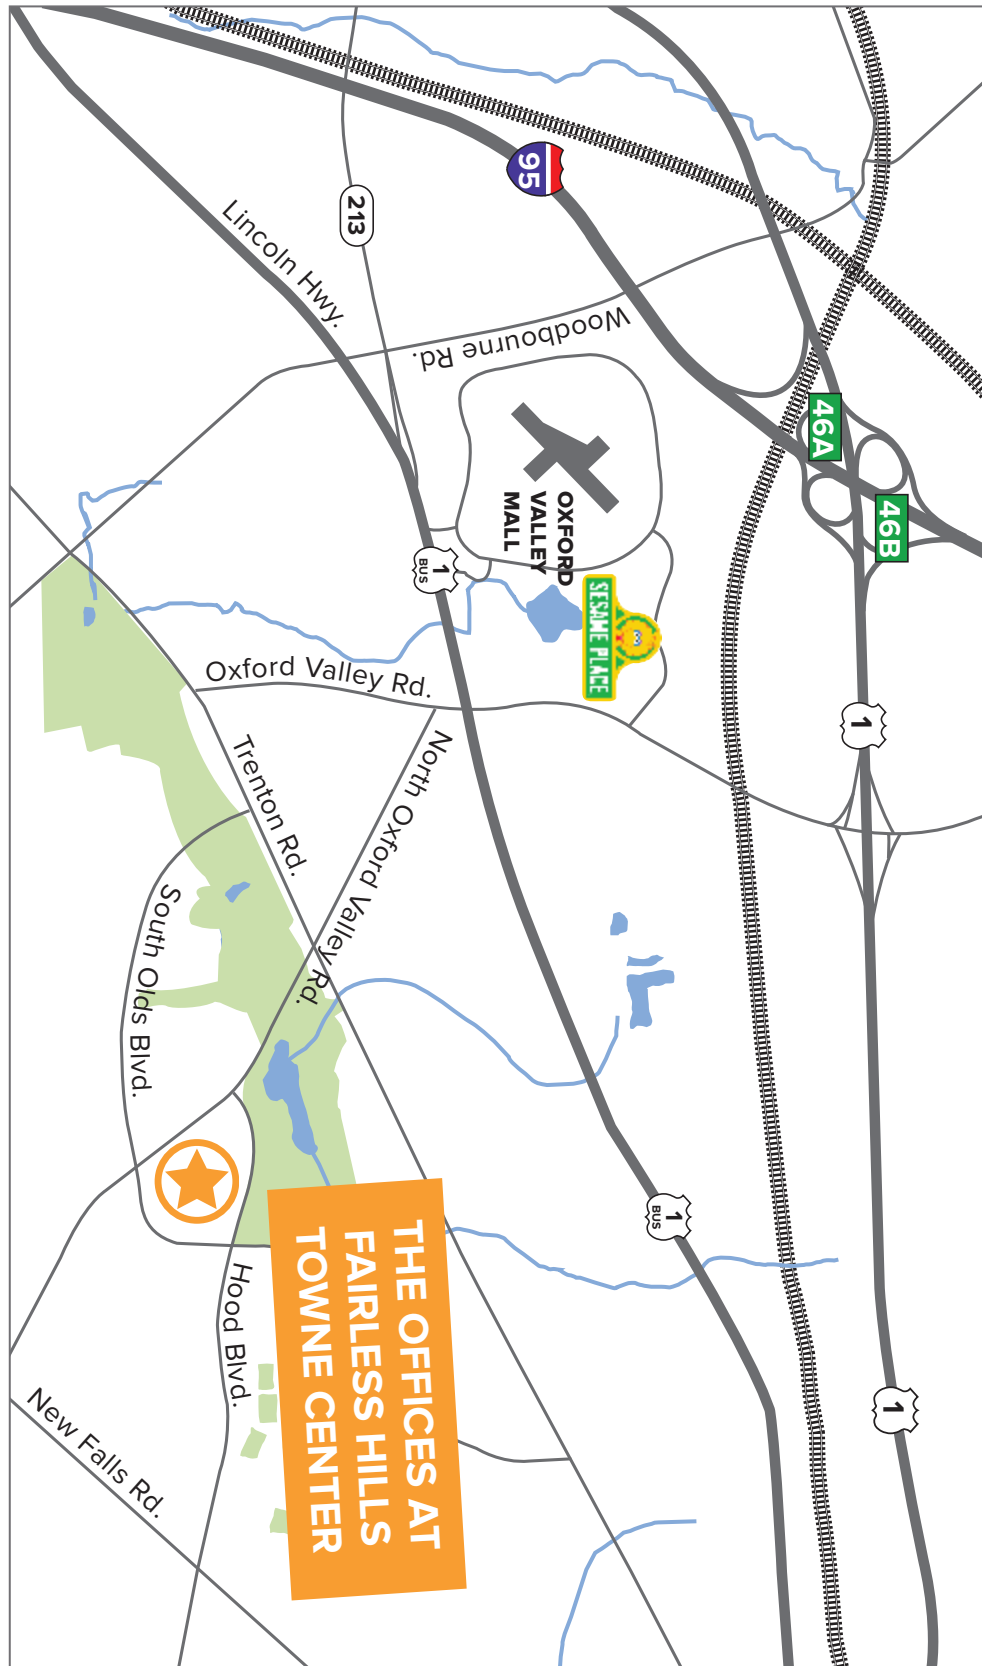 95
213
Lincoln Hwy.
Woodbourne Rd.
46A
46B
OXFORD
VALLEY
MALL
SESAME PLACE
1
BUS
1
Oxford Valley Rd.
North Oxford Valley Rd.
Trenton Rd.
South Olds Blvd.
1
BUS
1
THE OFFICES AT
FAIRLESS HILLS
TOWNE CENTER
Hood Blvd.
New Falls Rd.